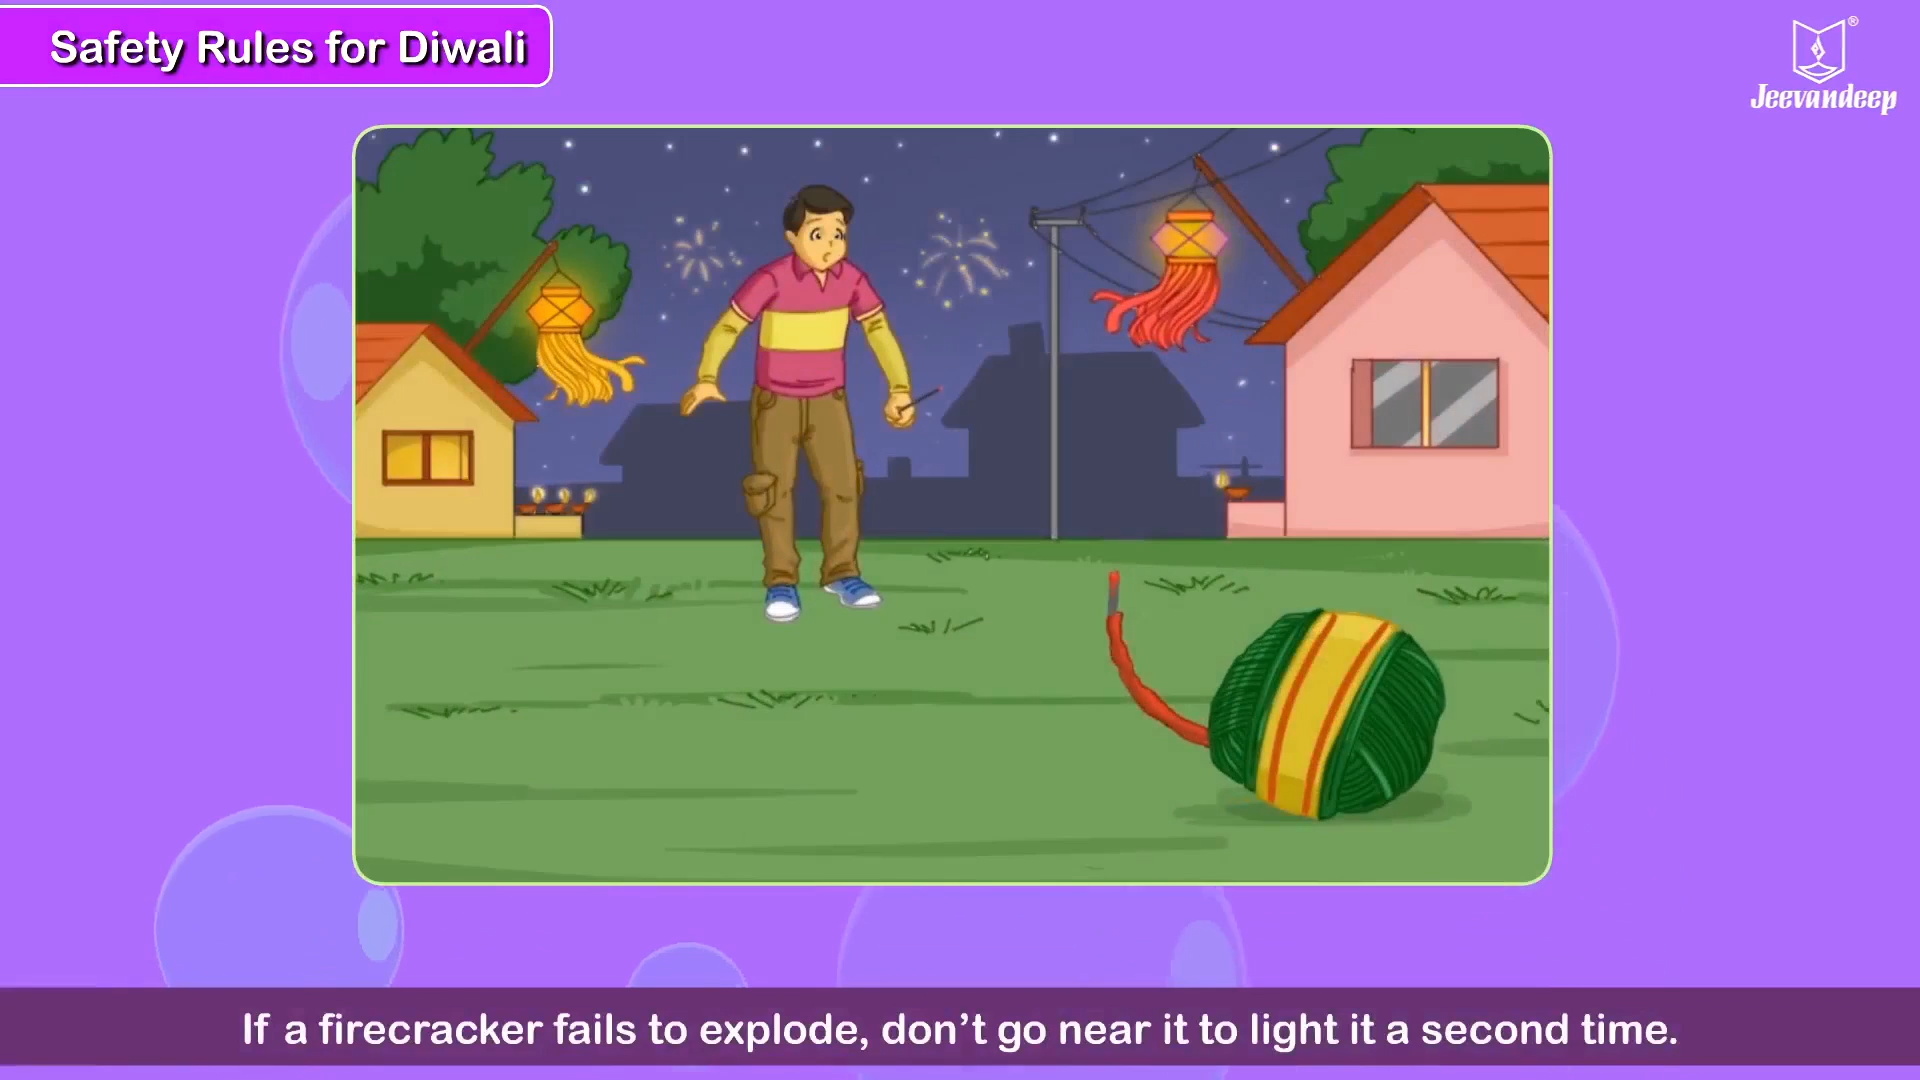 Safety Rules for Diwali
®
Jeevandeep
If a firecracker fails to explode, don’t go near it to light it a second time.